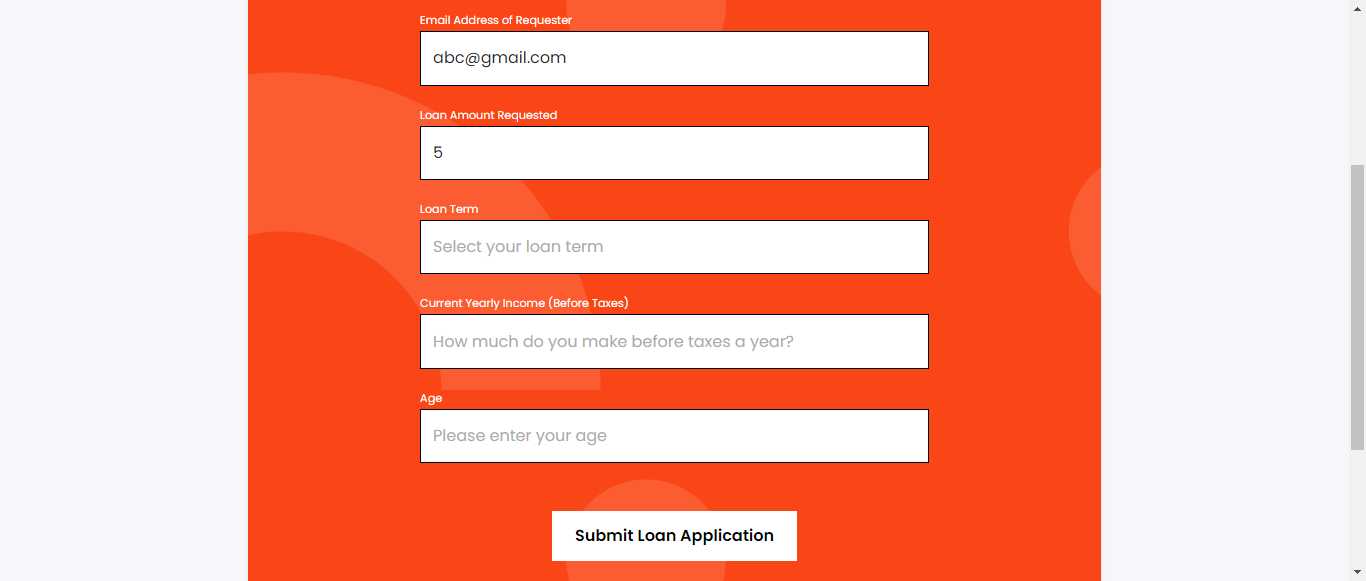 Email Address of Requester
abc@gmail.com
Loan Amount Requested
5
Loan Term
Select your loan term
Current Yearly Income (Before Taxes)
How much do you make before taxes a year?
Age
Please enter your age
Submit Loan Application